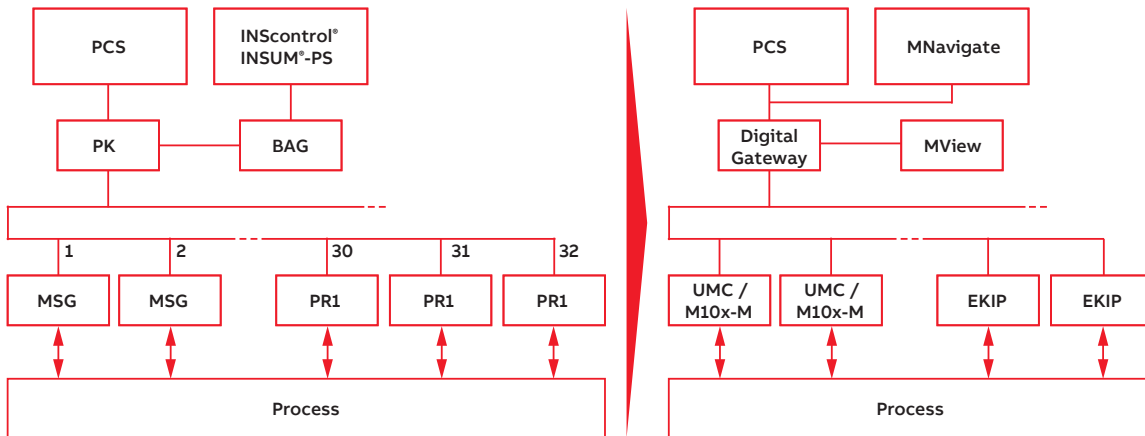 PCS
INScontrol®
INSUM®-PS
PK
BAG
1
2
30
31
32
MSG
MSG
PR1
PR1
PR1
Process
PCS
MNavigate
Digital
Gateway
MView
UMC /
M10x-M
UMC /
M10x-M
EKIP
EKIP
Process